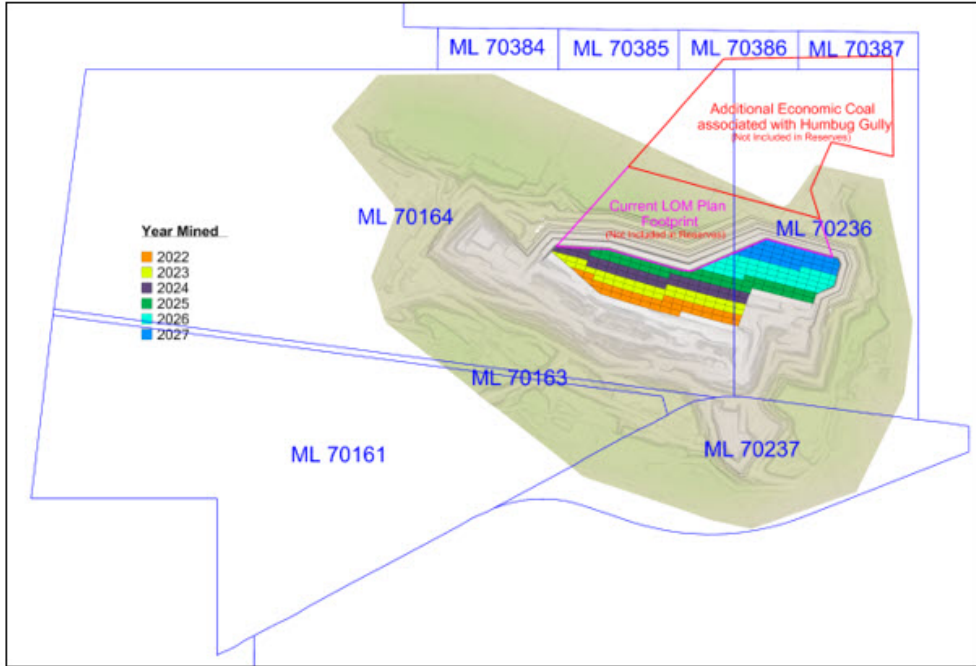 ML 70384
ML 70385
ML 70386
ML 70387
Additional Economic Coal
associated with Humbug Gully
(Not Included in Reserves)
ML 70164
Current LOM Plan
Footprint
(Not Included in Reserves)
ML 70236
Year Mined
2022
2023
2024
2025
2026
2027
ML 70163
ML 70161
ML 70237